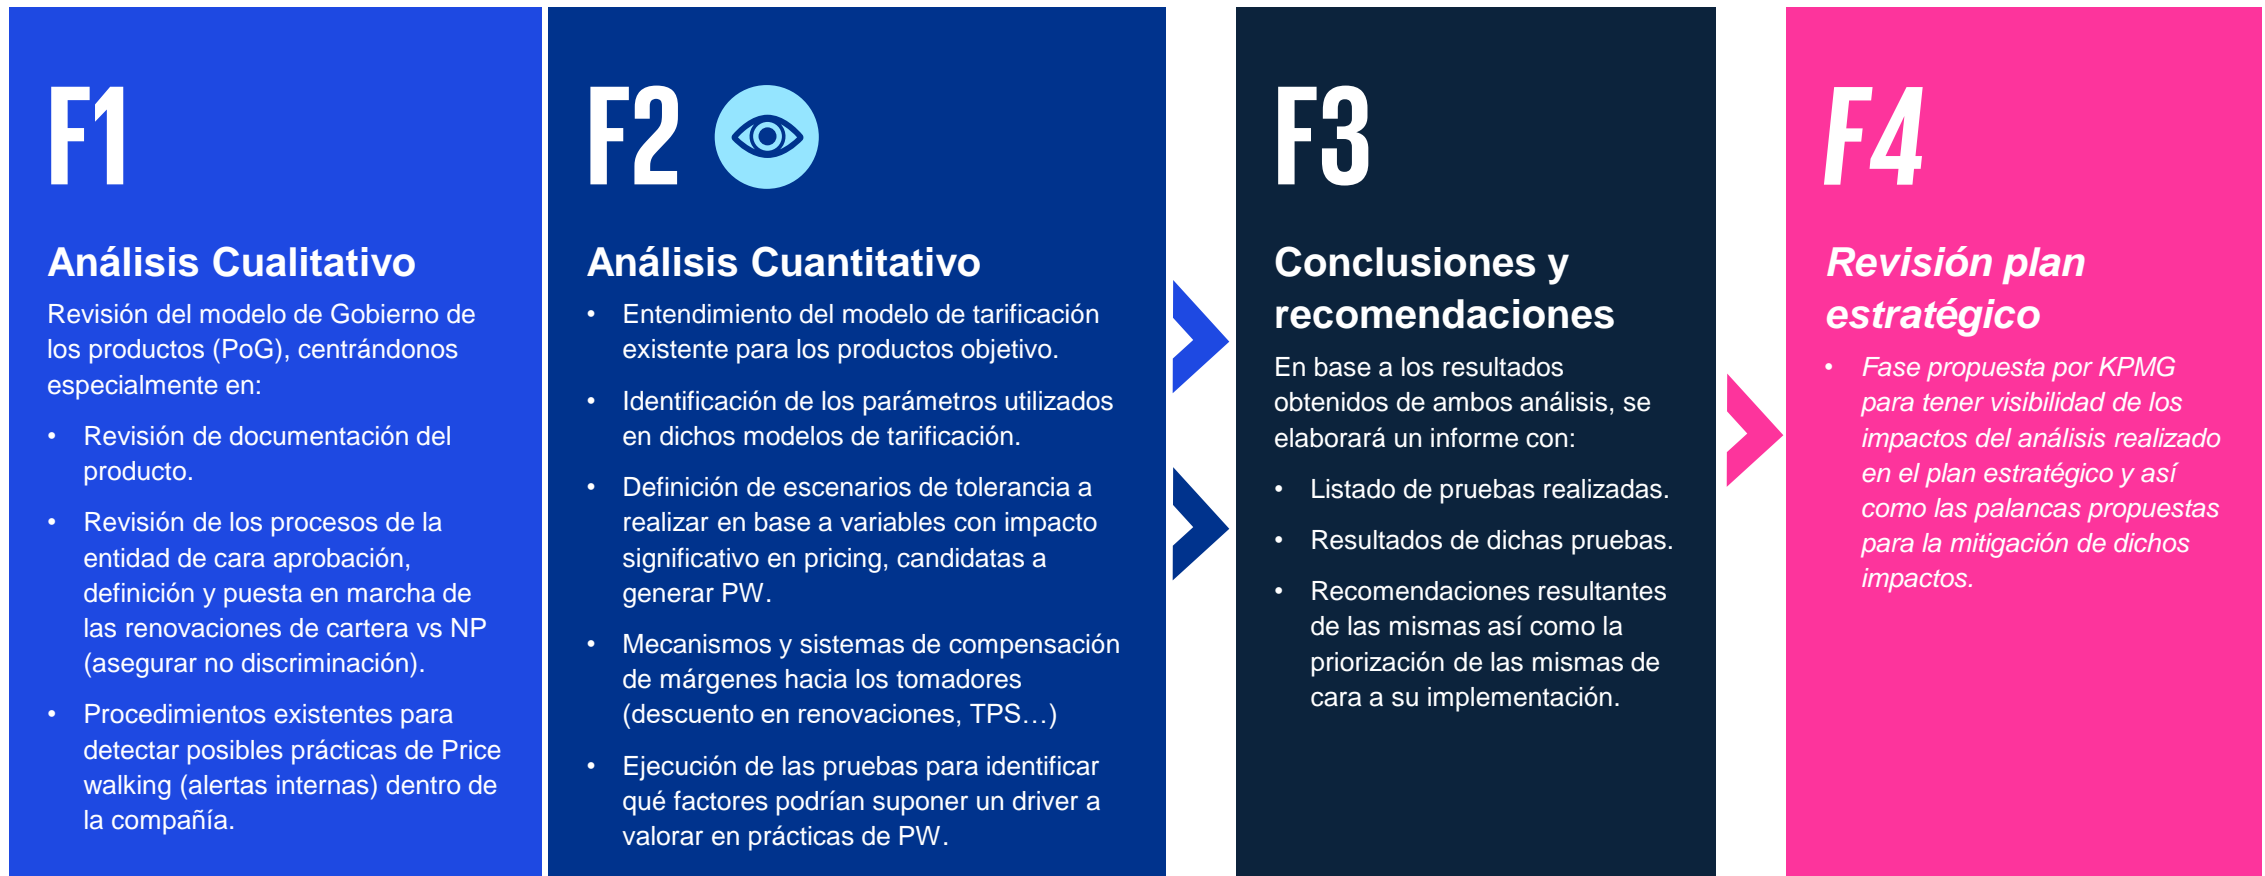 F1
Análisis Cualitativo
Revisión del modelo de Gobierno de
los productos (PoG), centrándonos
especialmente en:
• Revisión de documentación del
producto.
• Revisión de los procesos de la
entidad de cara aprobación,
definición y puesta en marcha de
las renovaciones de cartera vs NP
(asegurar no discriminación).
• Procedimientos existentes para
detectar posibles prácticas de Price
walking (alertas internas) dentro de
la compañía.
F2
Análisis Cuantitativo
• Entendimiento del modelo de tarificación
existente para los productos objetivo.
• Identificación de los parámetros utilizados
en dichos modelos de tarificación.
• Definición de escenarios de tolerancia a
realizar en base a variables con impacto
significativo en pricing, candidatas a
generar PW.
• Mecanismos y sistemas de compensación
de márgenes hacia los tomadores
(descuento en renovaciones, TPS…)
• Ejecución de las pruebas para identificar
qué factores podrían suponer un driver a
valorar en prácticas de PW.
F3
Conclusiones y
recomendaciones
En base a los resultados
obtenidos de ambos análisis, se
elaborará un informe con:
• Listado de pruebas realizadas.
• Resultados de dichas pruebas.
• Recomendaciones resultantes
de las mismas así como la
priorización de las mismas de
cara a su implementación.
F4
Revisión plan
estratégico
• Fase propuesta por KPMG
para tener visibilidad de los
impactos del análisis realizado
en el plan estratégico y así
como las palancas propuestas
para la mitigación de dichos
impactos.